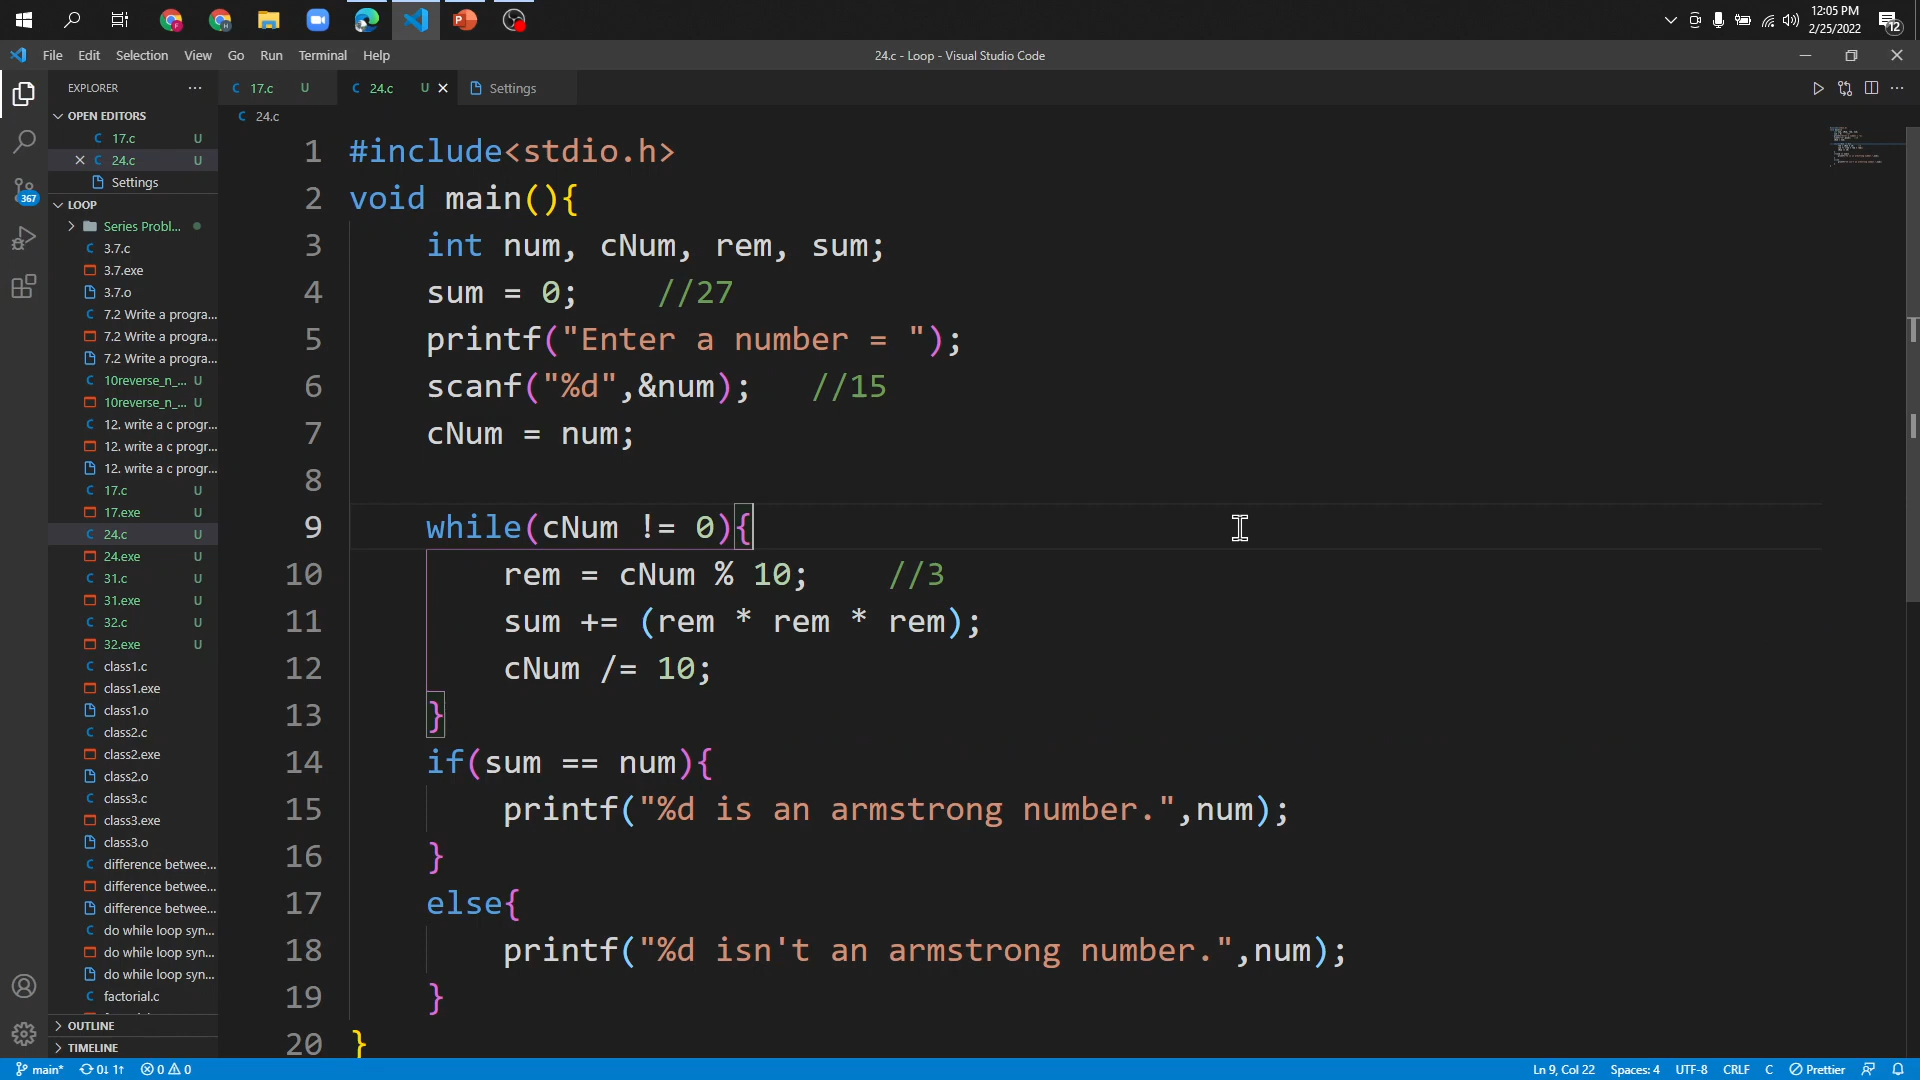 12:05 PM
2/25/2022
12
File Edit Selection View Go Run Terminal Help
24.c - Loop - Visual Studio Code
EXPLORER
17.c U
24.c U
Settings
OPEN EDITORS
17.c U
24.c U
Settings
367
LOOP
Series Probl...
3.7.c
3.7.exe
3.7.o
7.2 Write a progra...
7.2 Write a progra...
7.2 Write a progra...
10reverse_n_... U
10reverse_n_... U
12. write a c progr...
12. write a c progr...
12. write a c progr...
17.c U
17.exe U
24.c U
24.exe U
31.c U
31.exe U
32.c U
32.exe U
class1.c
class1.exe
class1.o
class2.c
class2.exe
class2.o
class3.c
class3.exe
class3.o
difference betwee...
difference betwee...
difference betwee...
do while loop syn...
do while loop syn...
do while loop syn...
factorial.c
OUTLINE
TIMELINE
24.c
1 #include<stdio.h>
2 void main(){
3 int num, cNum, rem, sum;
4 sum = 0; //27
5 printf("Enter a number = ");
6 scanf("%d",&num); //15
7 cNum = num;
8
9 while(cNum != 0){
10 rem = cNum % 10; //3
11 sum += (rem * rem * rem);
12 cNum /= 10;
13 }
14 if(sum == num){
15 printf("%d is an armstrong number.",num);
16 }
17 else{
18 printf("%d isn't an armstrong number.",num);
19 }
20 }
main* 0↓ 1↑ 0 0
Ln 9, Col 22 Spaces: 4 UTF-8 CRLF C Prettier